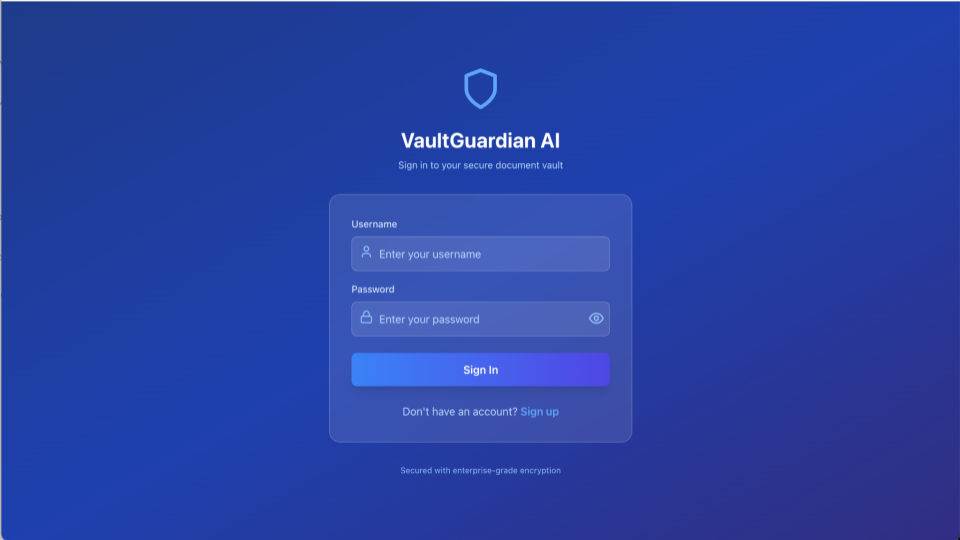 VaultGuardian AI
Sign in to your secure document vault
Username
Enter your username
Password
Enter your password
Sign In
Don't have an account? Sign up
Secured with enterprise-grade encryption